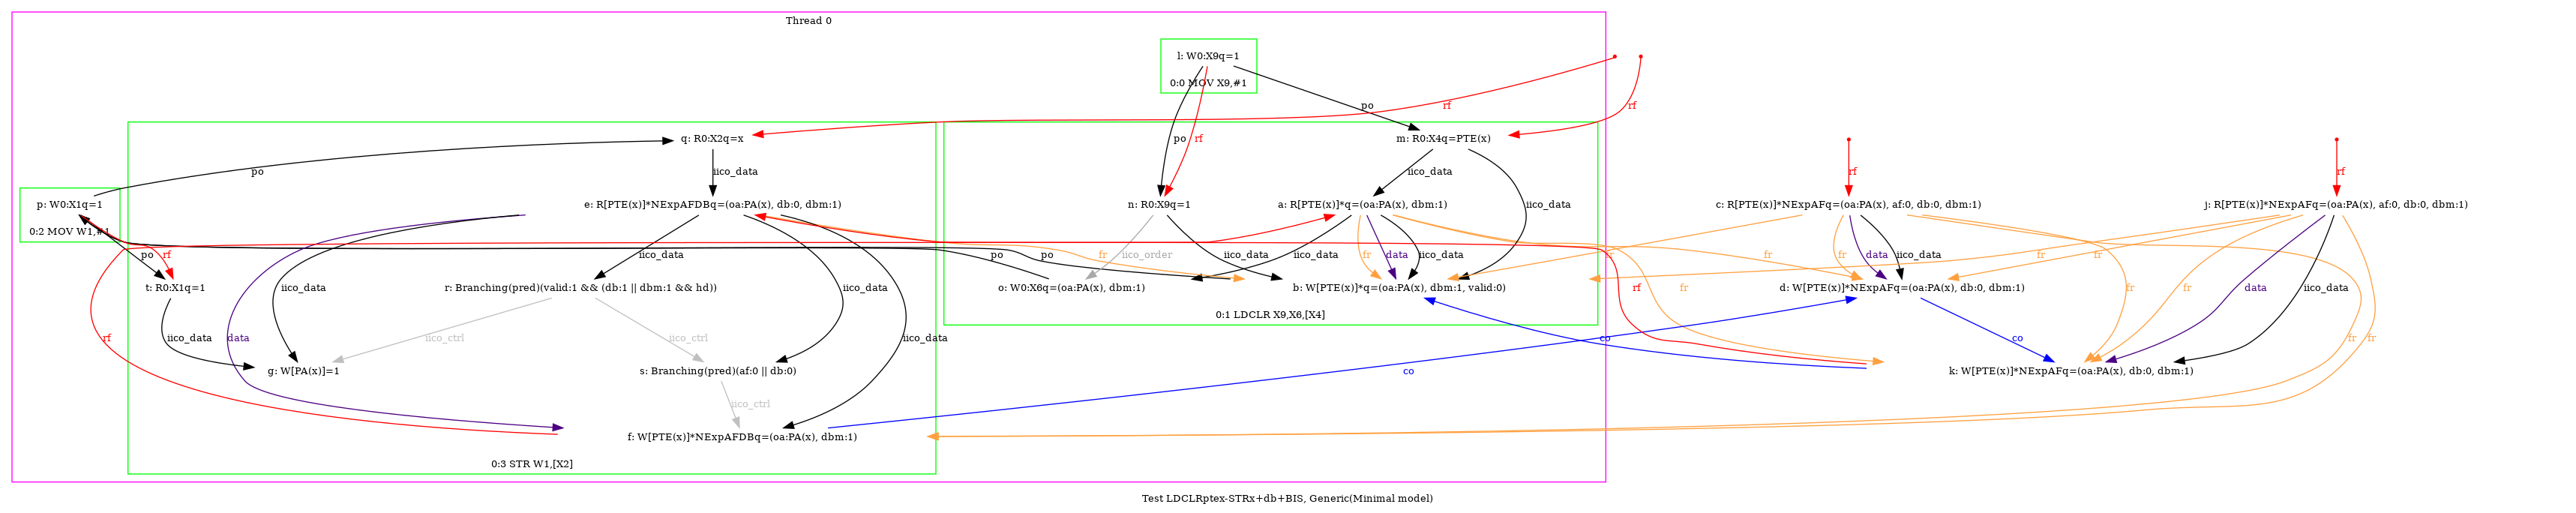 Thread 0
l: W0:X9q=1
0:0 MOV X9,#1
po
rf
rf
q: R0:X2q=x
po
rf
m: R0:X4q=PTE(x)
po
iico_data
iico_data
rf
rf
p: W0:X1q=1
0:2 MOV W1,#1
e: R[PTE(x)]*NExpAFDBq=(oa:PA(x), db:0, dbm:1)
n: R0:X9q=1
a: R[PTE(x)]*q=(oa:PA(x), dbm:1)
iico_data
c: R[PTE(x)]*NExpAFq=(oa:PA(x), af:0, db:0, dbm:1)
j: R[PTE(x)]*NExpAFq=(oa:PA(x), af:0, db:0, dbm:1)
po
rf
iico_data
fr
po
po
iico_order
iico_data
iico_data
fr
data
iico_data
fr
fr
fr
data
iico_data
fr
fr
t: R0:X1q=1
iico_data
r: Branching(pred)(valid:1 && (db:1 || dbm:1 && hd))
iico_data
o: W0:X6q=(oa:PA(x), dbm:1)
b: W[PTE(x)]*q=(oa:PA(x), dbm:1, valid:0)
rf
fr
d: W[PTE(x)]*NExpAFq=(oa:PA(x), db:0, dbm:1)
fr
fr
data
iico_data
0:1 LDCLR X9,X6,[X4]
rf
iico_data
data
iico_ctrl
iico_ctrl
iico_data
co
co
fr
fr
g: W[PA(x)]=1
s: Branching(pred)(af:0 || db:0)
co
k: W[PTE(x)]*NExpAFq=(oa:PA(x), db:0, dbm:1)
iico_ctrl
f: W[PTE(x)]*NExpAFDBq=(oa:PA(x), dbm:1)
0:3 STR W1,[X2]
Test LDCLRptex-STRx+db+BIS, Generic(Minimal model)